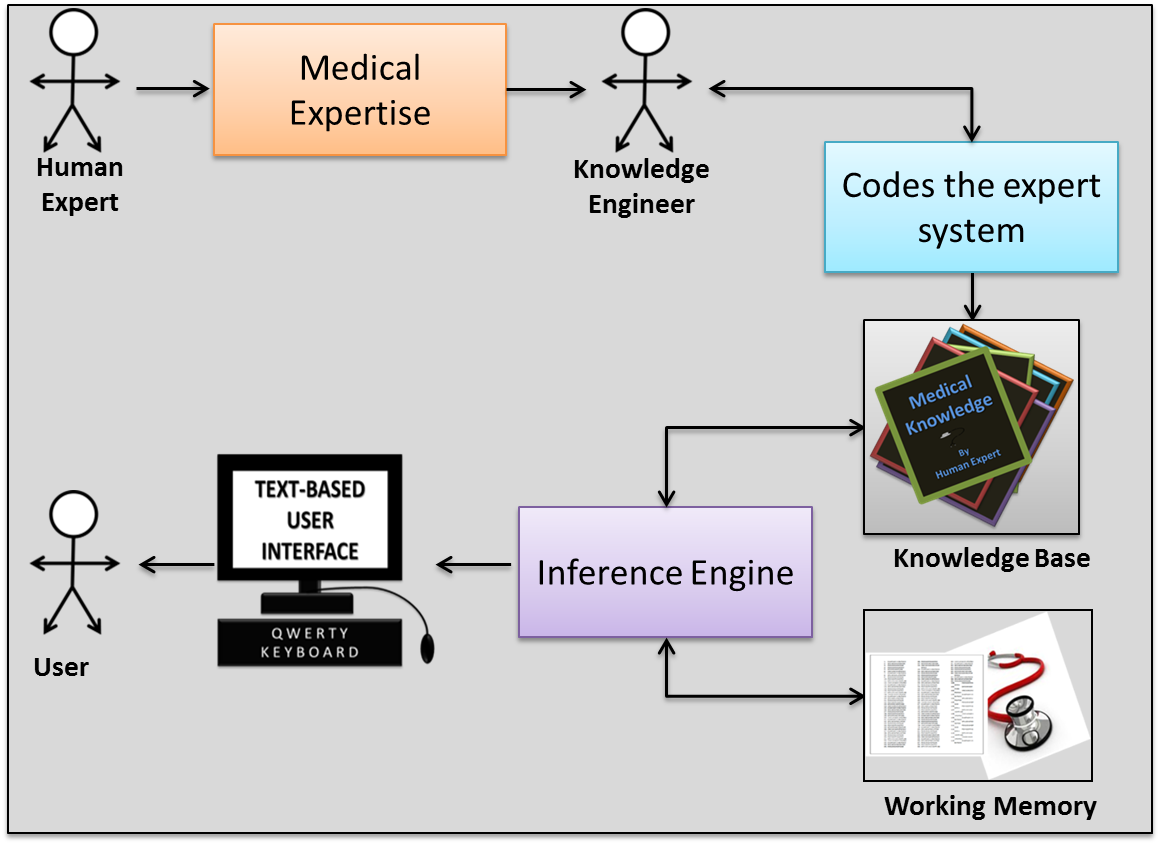 Medical
Expertise
Human
Expert
Knowledge
Engineer
Codes the expert
system
Medical
Knowledge
By
Human Expert
Knowledge Base
TEXT-BASED
USER
INTERFACE
QWERTY
KEYBOARD
Inference Engine
User
Working Memory